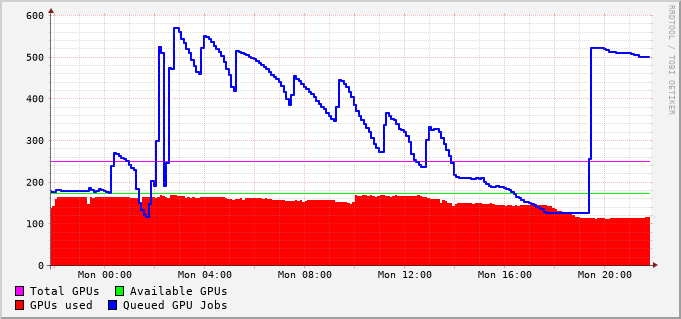 600
500
400
300
200
100
0
Mon 00:00 Mon 04:00 Mon 08:00 Mon 12:00 Mon 16:00 Mon 20:00
Total GPUs Available GPUs
GPUs used Queued GPU Jobs
RRDTOOL / TOBI OETIKER